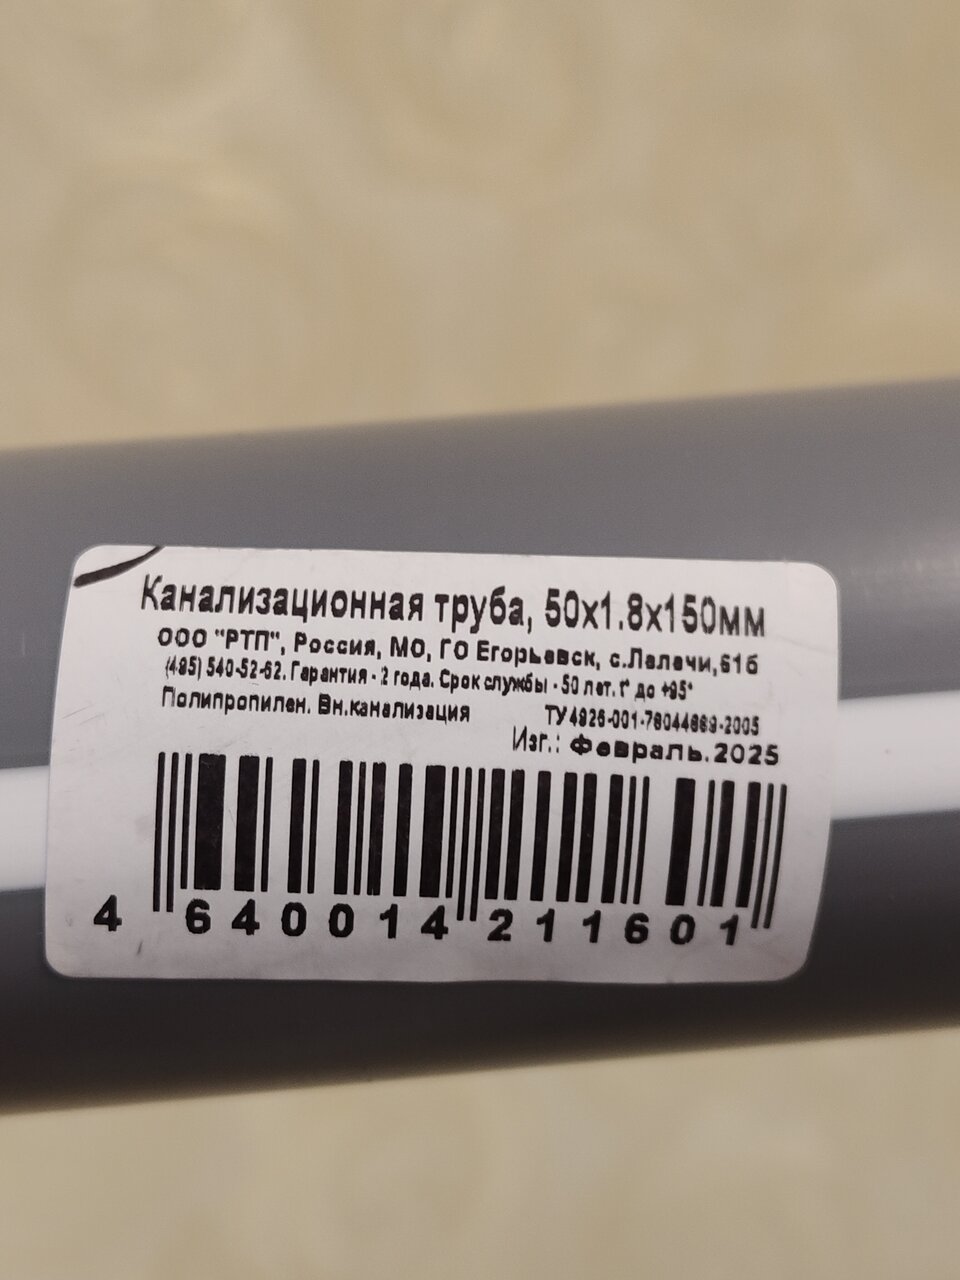 Канализационная труба, 50х1.8х150мм
ООО "РТП", Россия, МО, ГО Егорьевск, с.Лелечи,61б
(495) 540-52-62. Гарантия - 2 года. Срок службы - 50 лет. t° до +95°
Полипропилен. Вн.канализация ТУ 4926-001-78044889-2005
Изг.: Февраль.2025
4 640014 211601